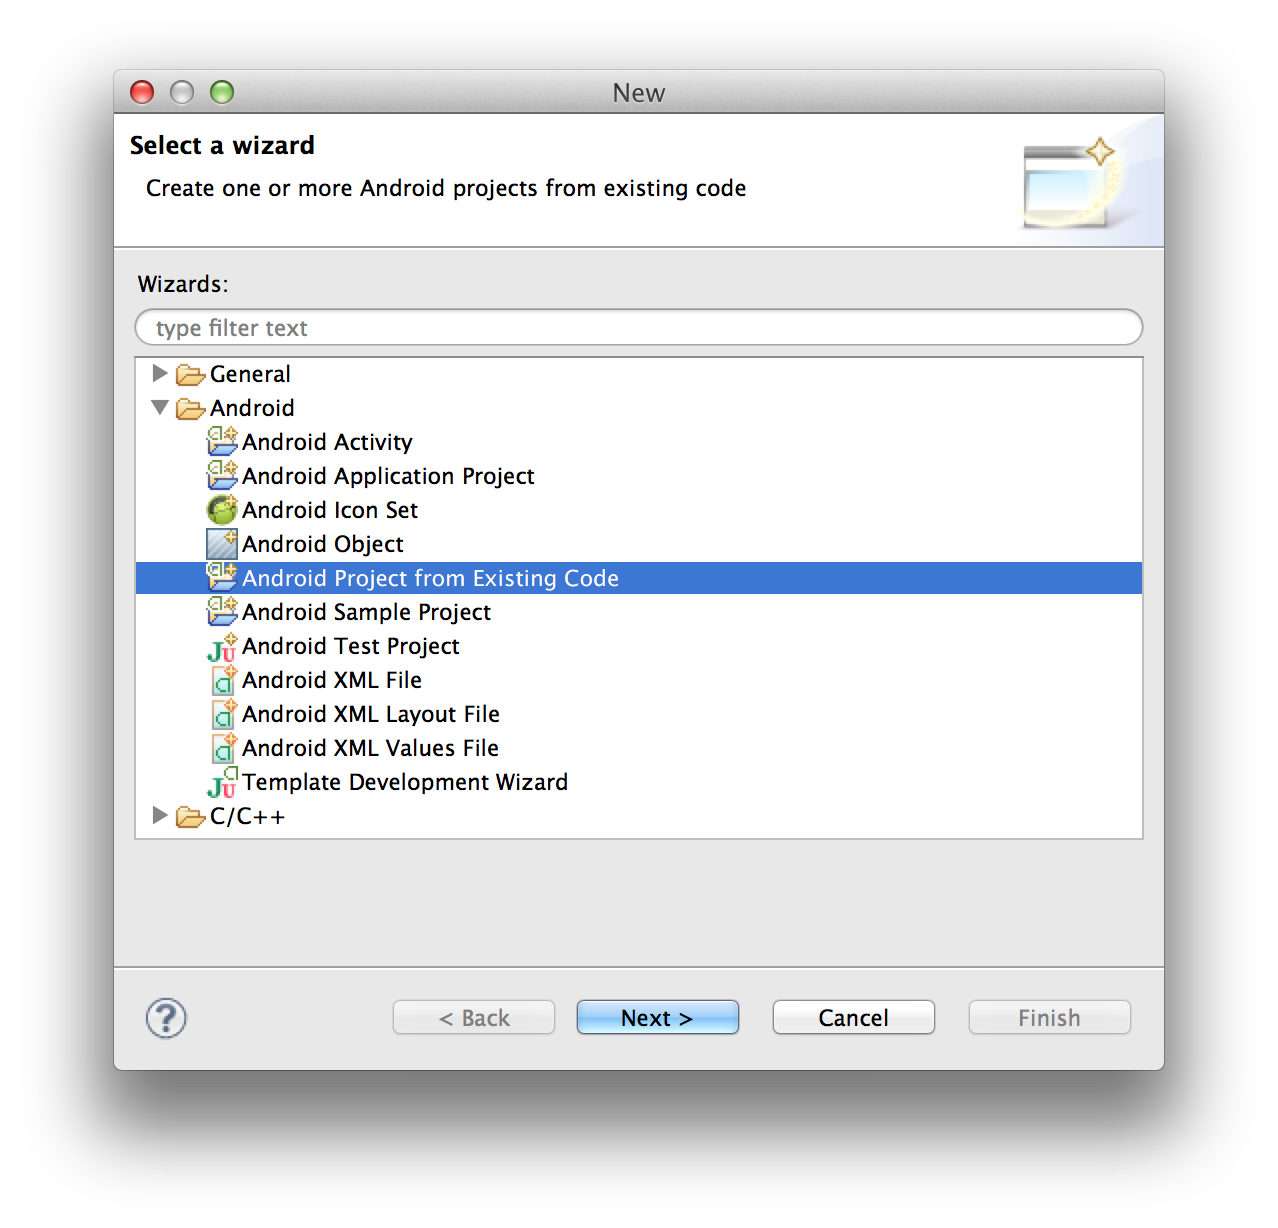 New
Select a wizard
Create one or more Android projects from existing code
Wizards:
type filter text
General
Android
Android Activity
Android Application Project
Android Icon Set
Android Object
Android Project from Existing Code
Android Sample Project
Android Test Project
Android XML File
Android XML Layout File
Android XML Values File
Template Development Wizard
C/C++
? < Back Next > Cancel Finish